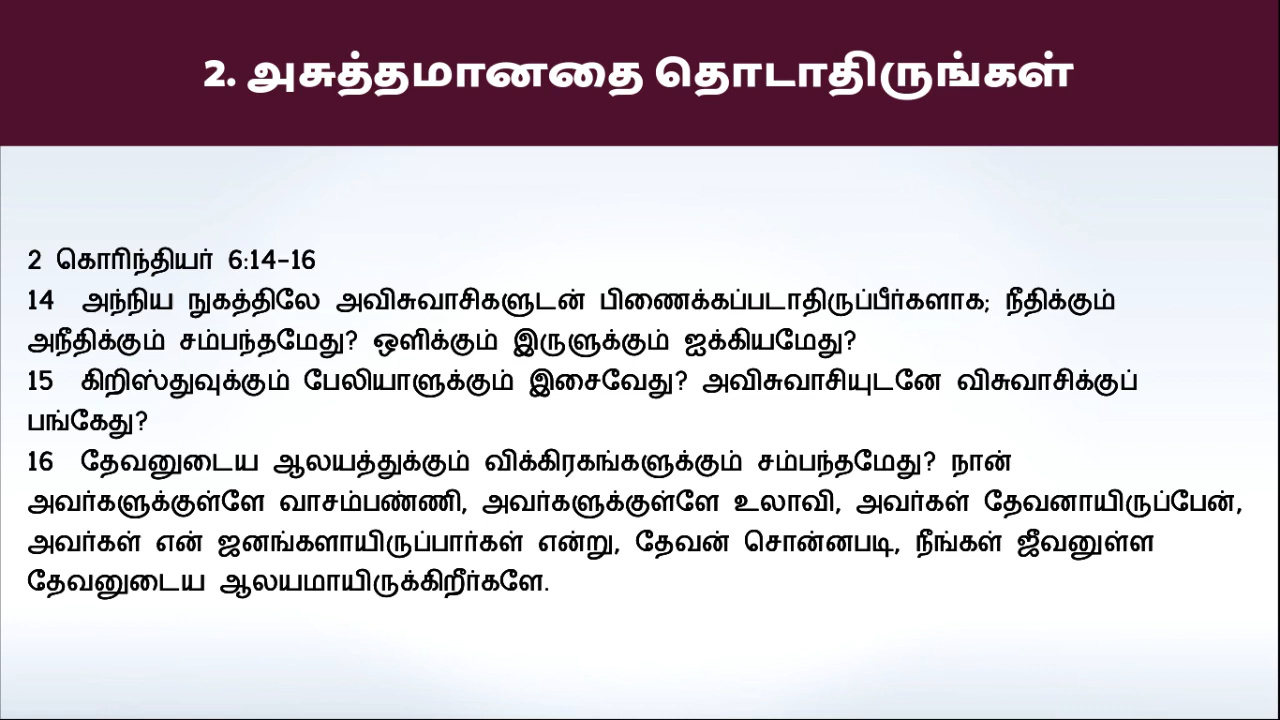 2. அசுத்தமானதை தொடாதிருங்கள்
2 கொரிந்தியர் 6:14-16
14 அந்நிய நுகத்திலே அவிசுவாசிகளுடன் பிணைக்கப்படாதிருப்பீர்களாக; நீதிக்கும்
அநீதிக்கும் சம்பந்தமேது? ஒளிக்கும் இருளுக்கும் ஐக்கியமேது?
15 கிறிஸ்துவுக்கும் பேலியாளுக்கும் இசைவேது? அவிசுவாசியுடனே விசுவாசிக்குப்
பங்கேது?
16 தேவனுடைய ஆலயத்துக்கும் விக்கிரகங்களுக்கும் சம்பந்தமேது? நான்
அவர்களுக்குள்ளே வாசம்பண்ணி, அவர்களுக்குள்ளே உலாவி, அவர்கள் தேவனாயிருப்பேன்,
அவர்கள் என் ஜனங்களாயிருப்பார்கள் என்று, தேவன் சொன்னபடி, நீங்கள் ஜீவனுள்ள
தேவனுடைய ஆலயமாயிருக்கிறீர்களே.